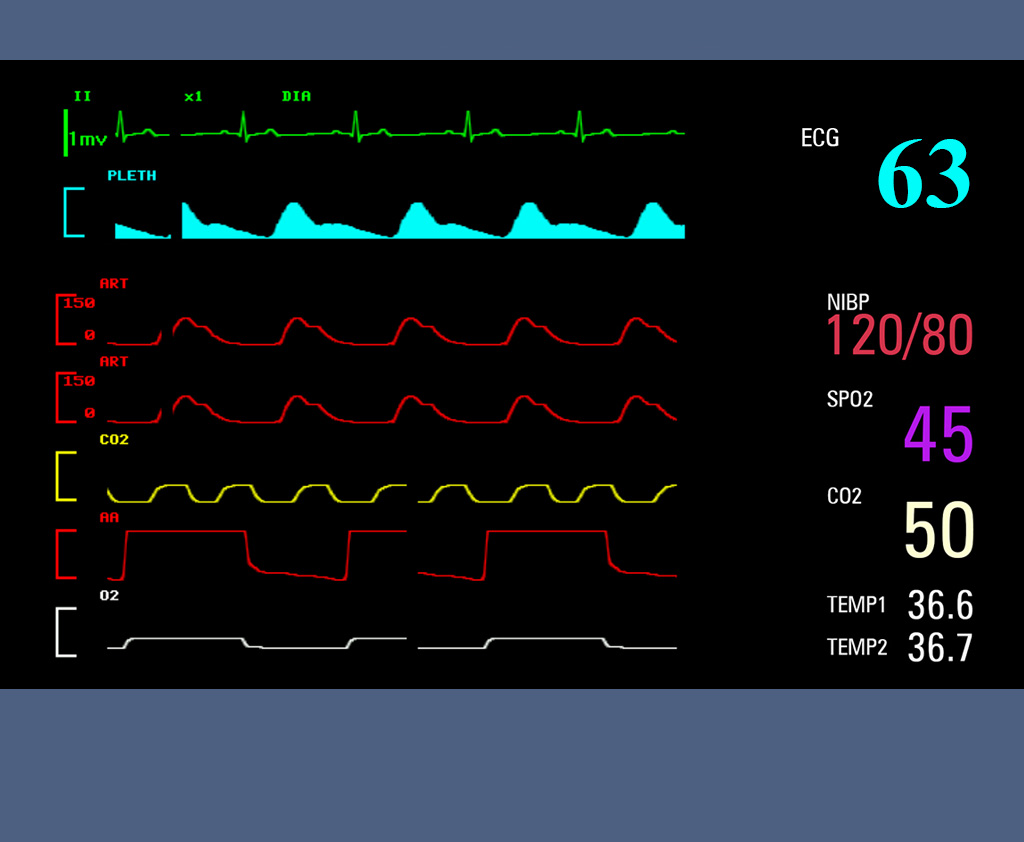 II x1 DIA
1mv
ECG
63
PLETH
ART
150
0
NIBP
120/80
ART
150
0
SPO2
45
CO2
CO2
50
AA
O2
TEMP1 36.6
TEMP2 36.7